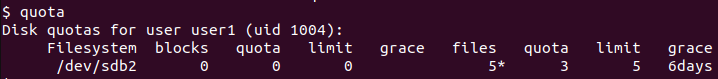 $ quota
Disk quotas for user user1 (uid 1004):
     Filesystem  blocks   quota   limit   grace   files   quota   limit   grace
      /dev/sdb2       0       0       0              5*       3       5   6days